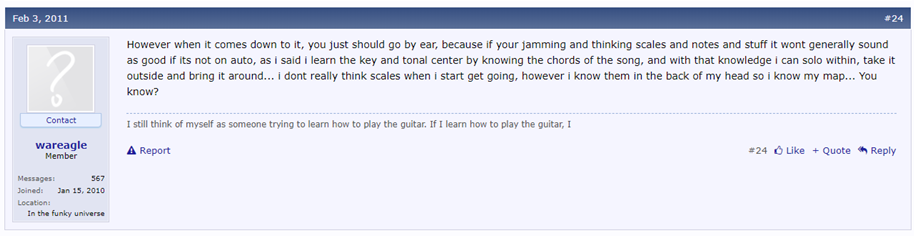 Feb 3, 2011
#24
However when it comes down to it, you just should go by ear, because if your jamming and thinking scales and notes and stuff it wont generally sound
as good if its not on auto, as i said i learn the key and tonal center by knowing the chords of the song, and with that knowledge i can solo within, take it
outside and bring it around... i dont really think scales when i start get going, however i know them in the back of my head so i know my map... You
know?
Contact
wareagle
Member
Messages: 567
Joined: Jan 15, 2010
Location:
In the funky universe
I still think of myself as someone trying to learn how to play the guitar. If I learn how to play the guitar, I
Report
#24 Like + Quote Reply